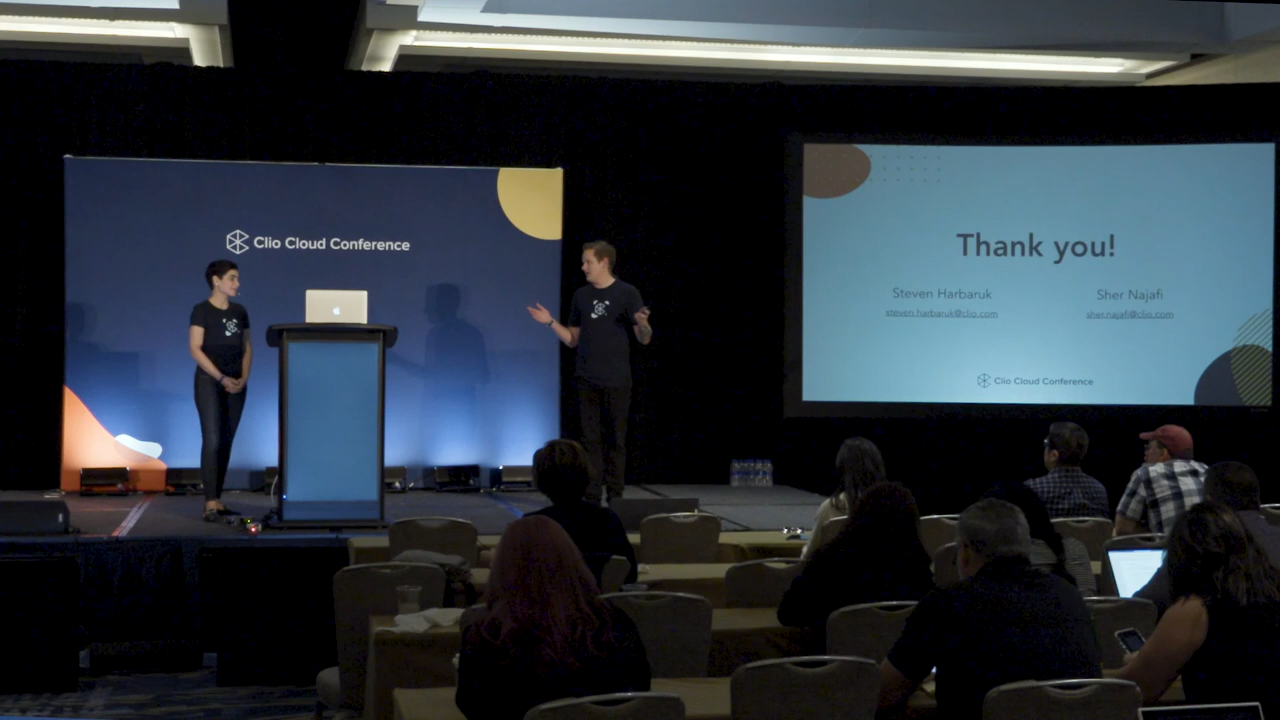 Clio Cloud Conference
Thank you!
Steven Harbaruk
steven.harbaruk@clio.com
Sher Najafi
sher.najafi@clio.com
Clio Cloud Conference